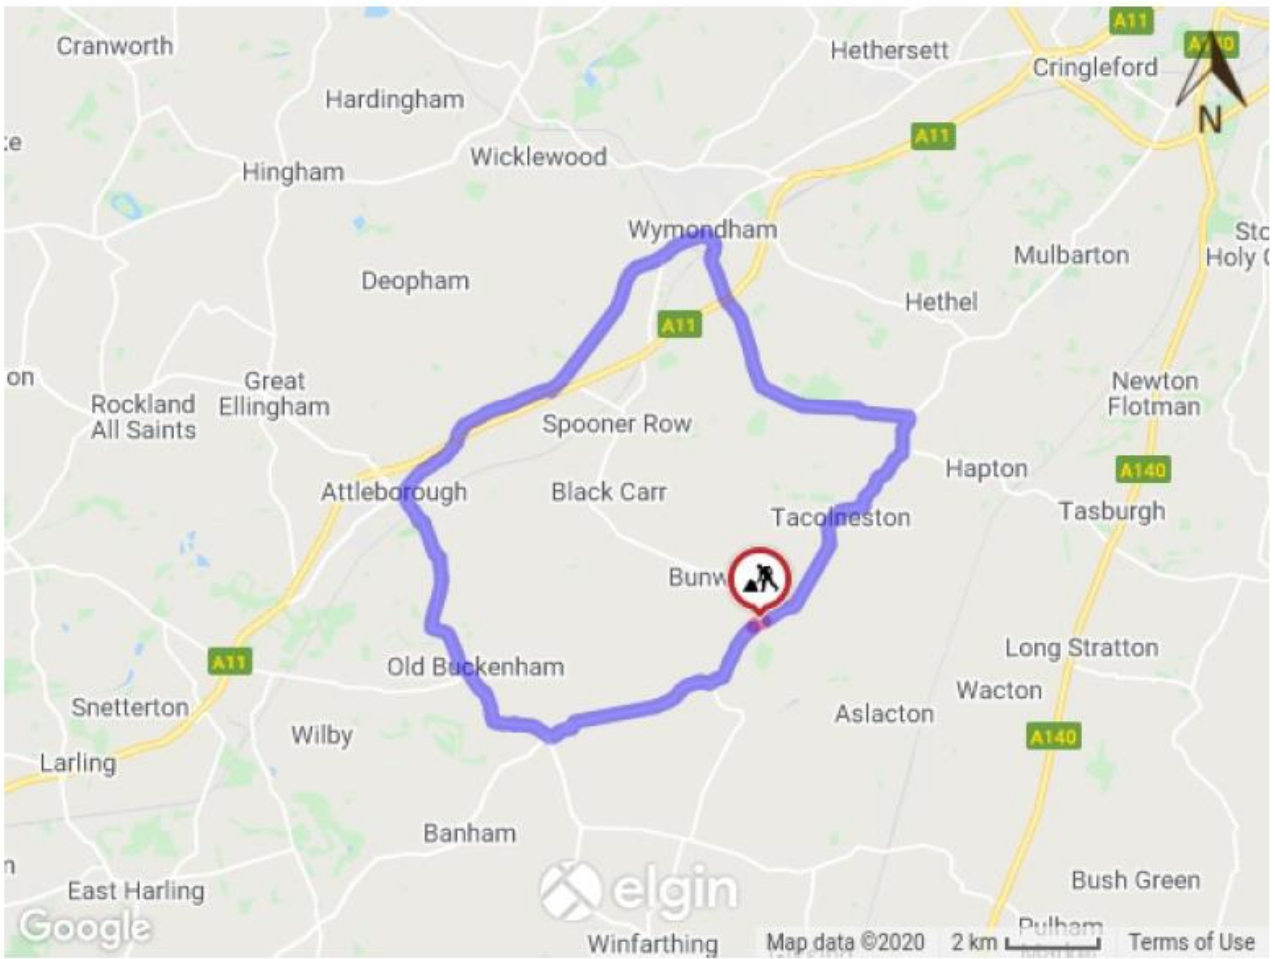 A11
Cranworth
Hethersett
A140
Cringleford
Hardingham
N
A11
Wicklewood
Hingham
Wymondham
Mulbarton
Deopham
Hethel
A11
on
Great
Ellingham
Newton
Flotman
Rockland
All Saints
Spooner Row
Hapton
A140
Attleborough
Black Carr
Tacolneston
Tasburgh
Bunw
Long Stratton
A11
Old Buckenham
Wacton
Snetterton
Aslacton
Wilby
A140
Larling
Banham
elgin
Bush Green
East Harling
Google
Pulham
Winfarthing
Map data ©2020
2 km
Terms of Use